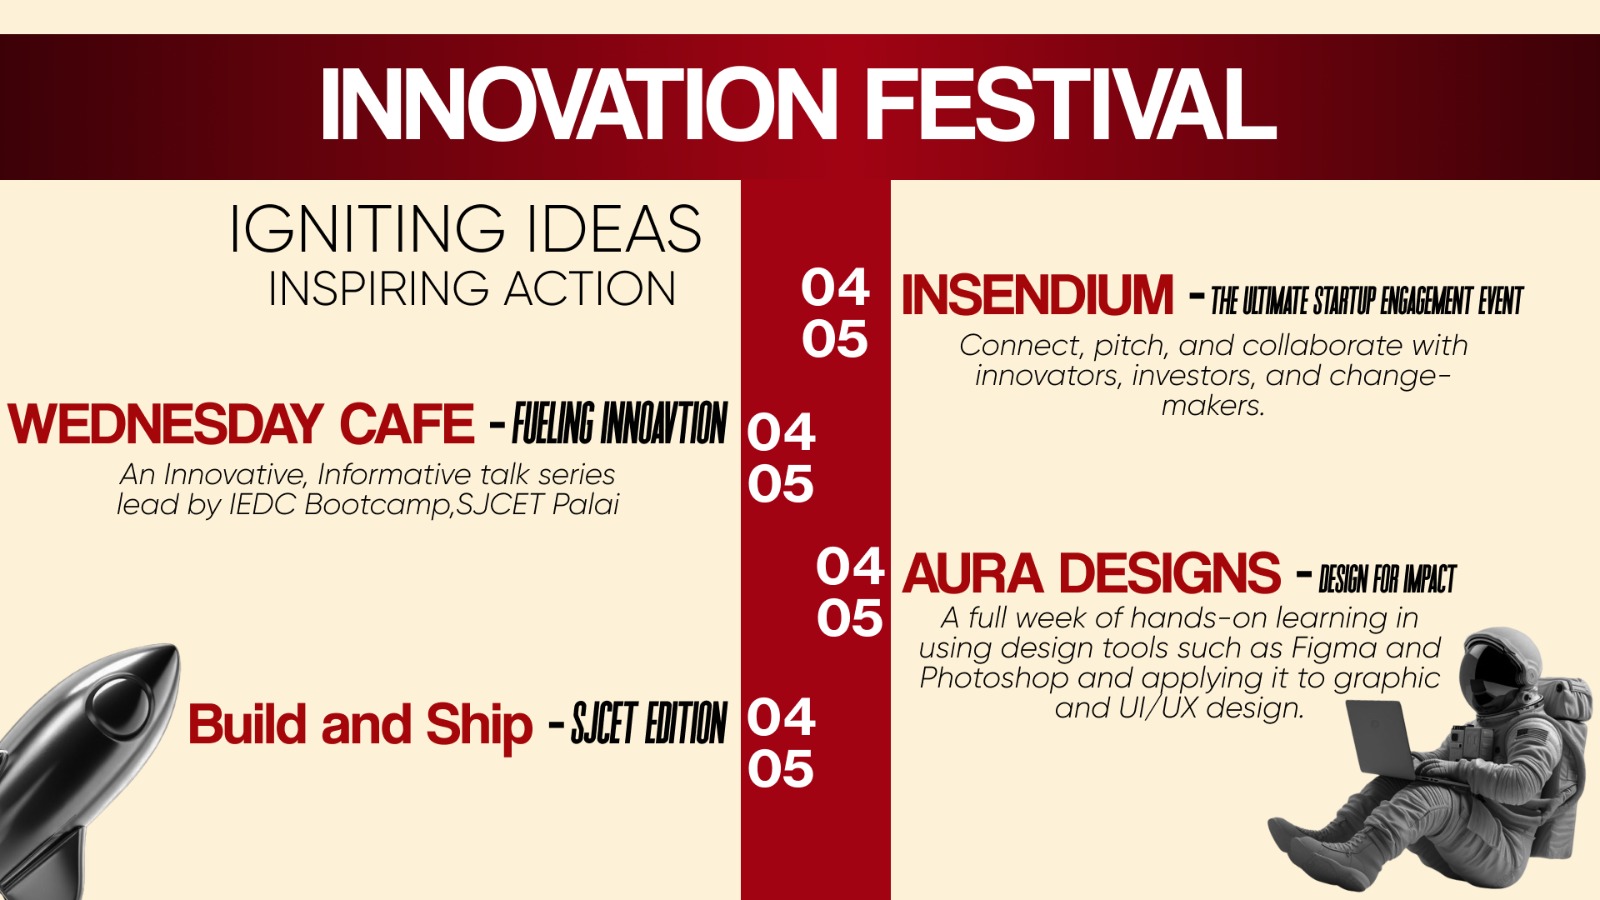 INNOVATION FESTIVAL
IGNITING IDEAS
INSPIRING ACTION
04
05
INSENDIUM - THE ULTIMATE STARTUP ENGAGEMENT EVENT
Connect, pitch, and collaborate with
innovators, investors, and change-
makers.
WEDNESDAY CAFE - FUELING INNOAVTION
04
05
An Innovative, Informative talk series
lead by IEDC Bootcamp,SJCET Palai
04
05
AURA DESIGNS - DESIGN FOR IMPACT
A full week of hands-on learning in
using design tools such as Figma and
Photoshop and applying it to graphic
and UI/UX design.
Build and Ship - SJCET EDITION
04
05